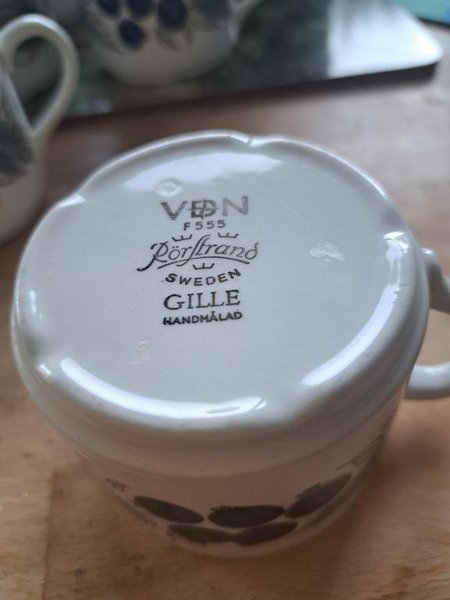 VDN
F555
Rörstrand
SWEDEN
GILLE
HANDMÅLAD